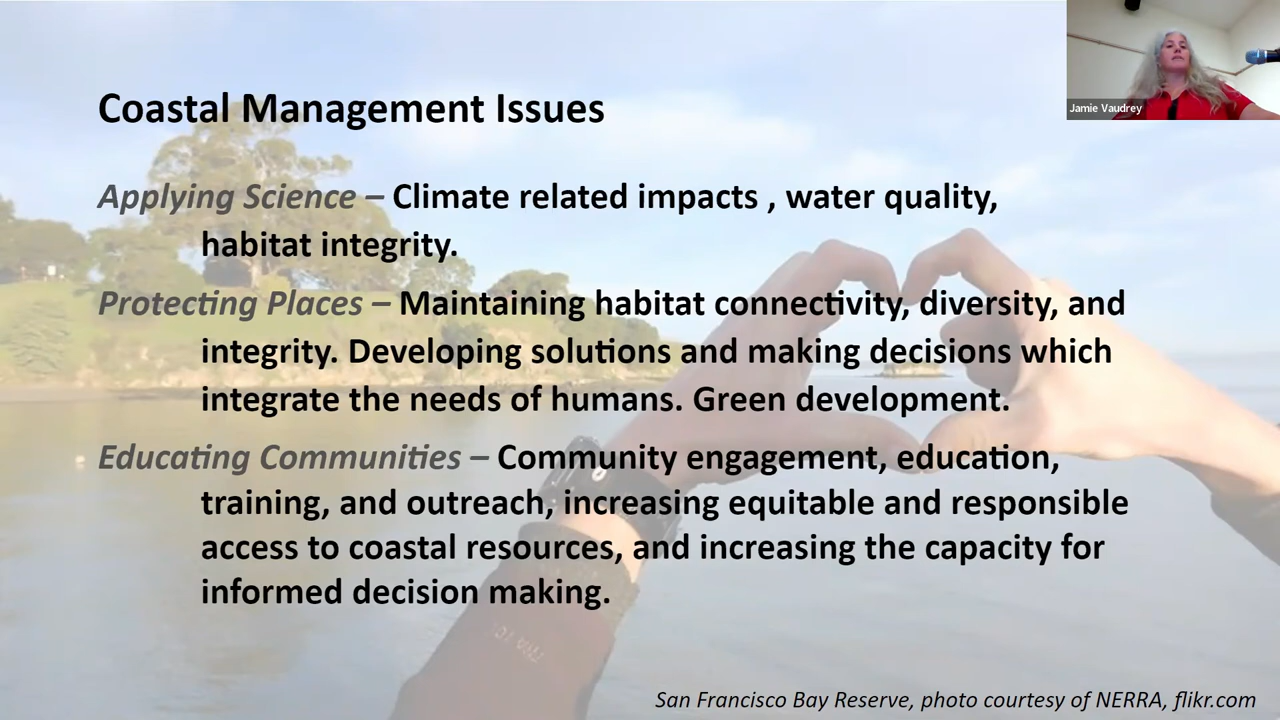 Jamie Vaudrey
Coastal Management Issues
Applying Science – Climate related impacts , water quality,
habitat integrity.
Protecting Places – Maintaining habitat connectivity, diversity, and
integrity. Developing solutions and making decisions which
integrate the needs of humans. Green development.
Educating Communities – Community engagement, education,
training, and outreach, increasing equitable and responsible
access to coastal resources, and increasing the capacity for
informed decision making.
San Francisco Bay Reserve, photo courtesy of NERRA, flikr.com